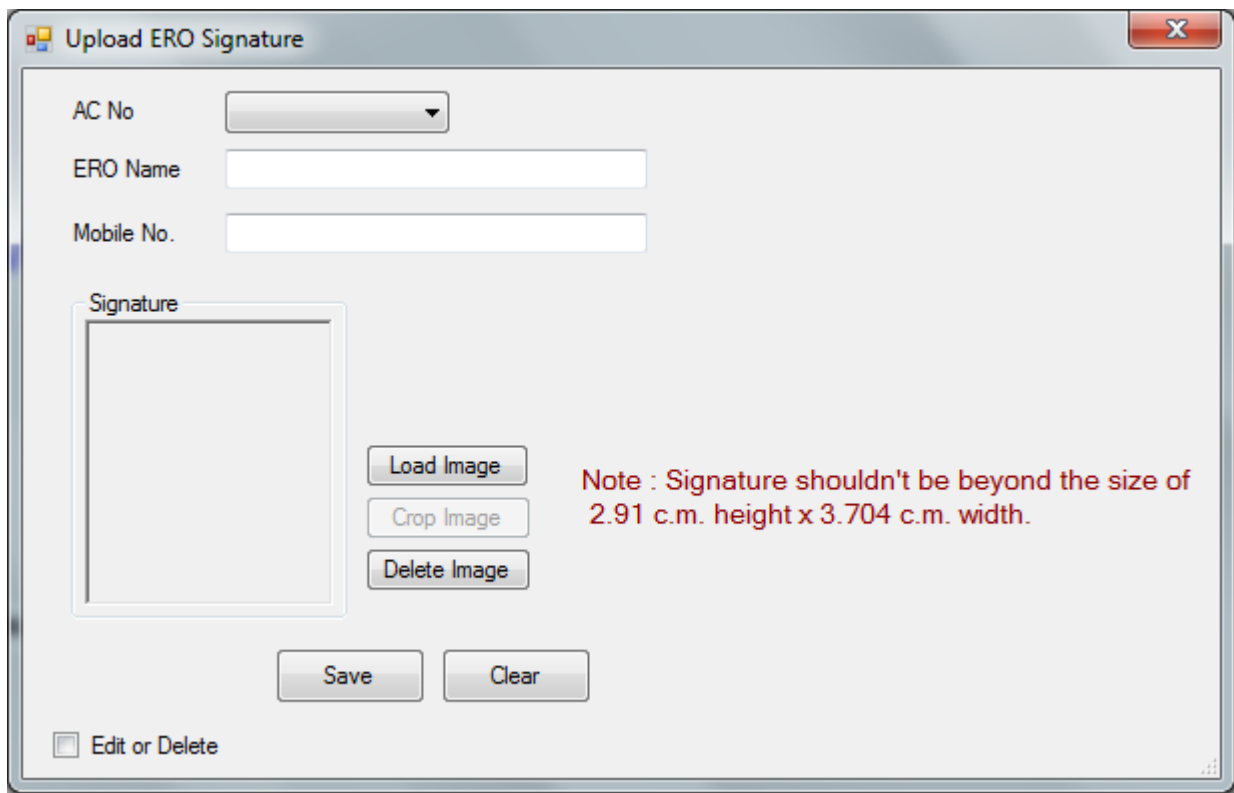 Upload ERO Signature
AC No
ERO Name
Mobile No.
Signature
Load Image
Crop Image
Delete Image
Note : Signature shouldn't be beyond the size of
2.91 c.m. height x 3.704 c.m. width.
Save Clear
Edit or Delete